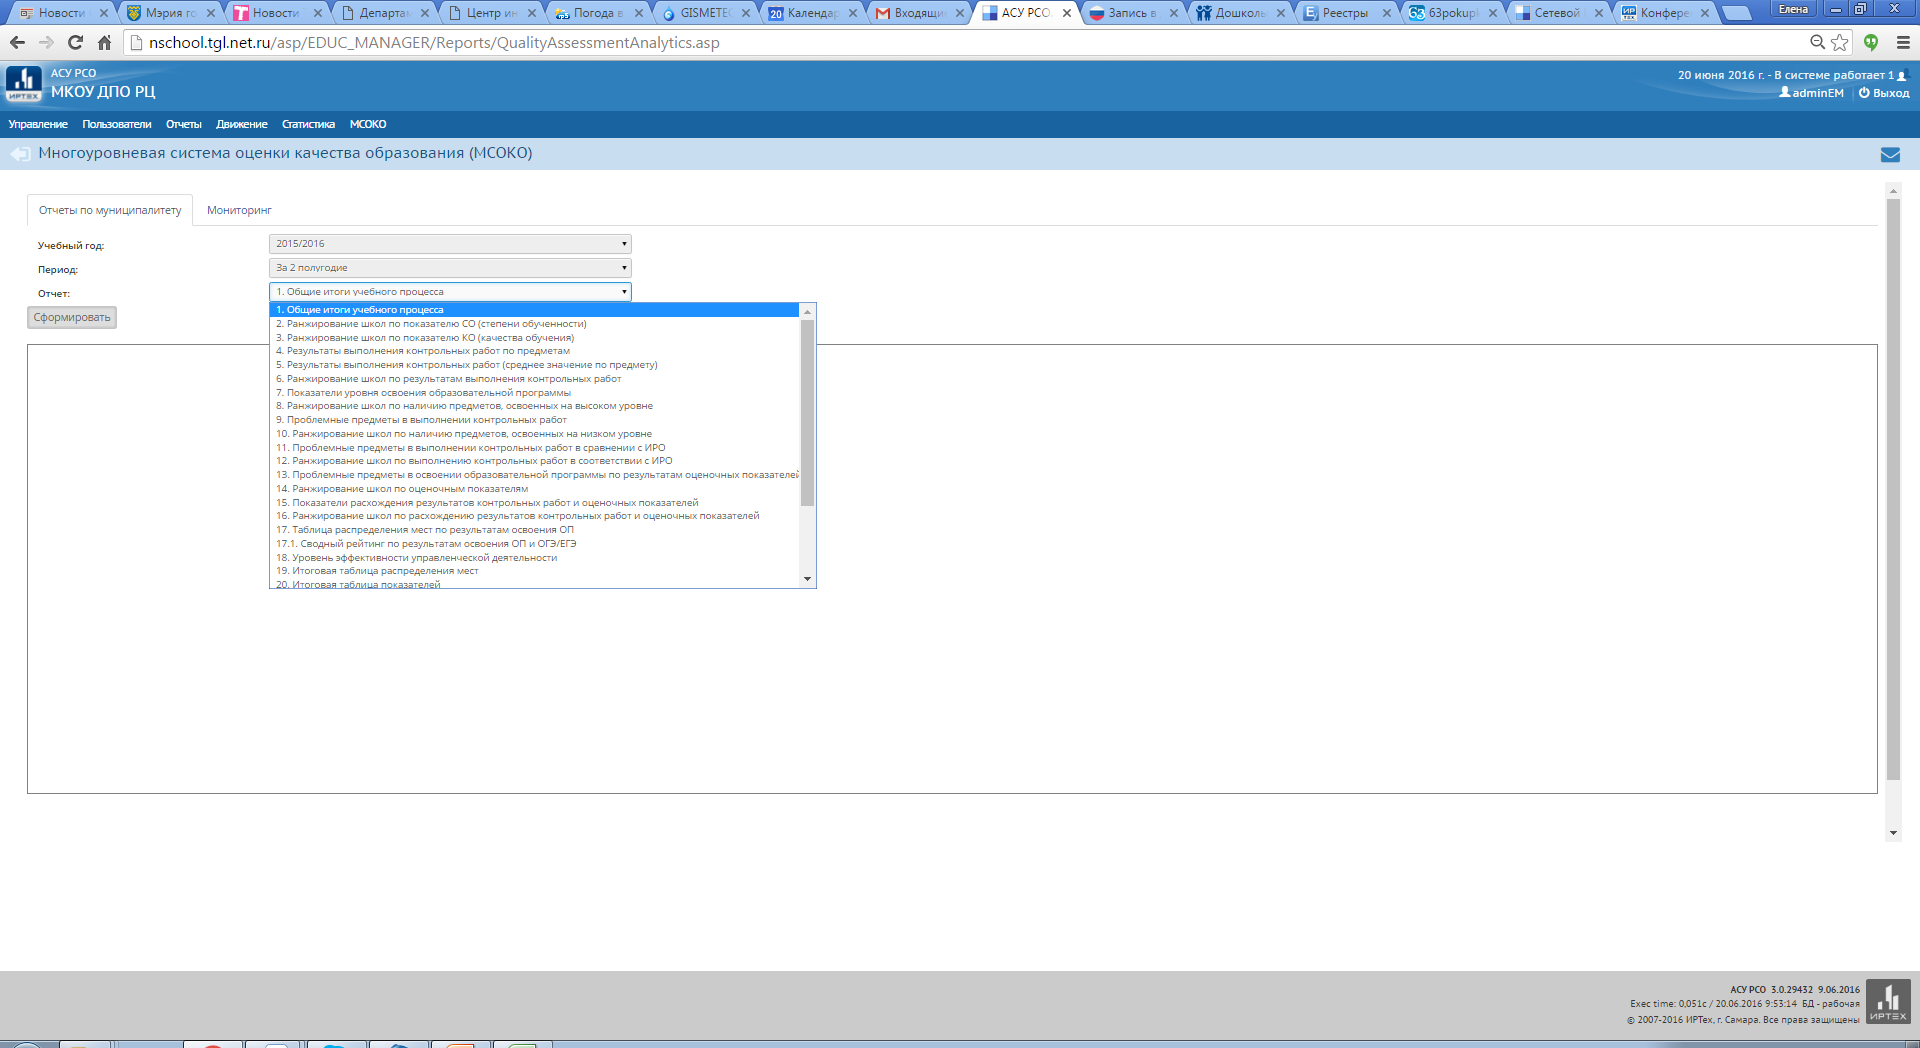 Новости
Мэрия го
Новости
Департам
Центр ин
Погода в
GISMETEO
20 Календар
Входящи
АСУ РСО
Запись в
Дошколь
Реестры
63 63pokupk
Сетевой
Конфере
Елена
nschool.tgl.net.ru/asp/EDUC_MANAGER/Reports/QualityAssessmentAnalytics.asp
ИРТЕХ
АСУ РСО
МКОУ ДПО РЦ
20 июня 2016 г. - В системе работает 1
adminEM
Выход
Управление Пользователи Отчеты Движение Статистика МСОКО
Многоуровневая система оценки качества образования (МСОКО)
Отчеты по муниципалитету
Мониторинг
Учебный год: 2015/2016
Период: За 2 полугодие
Отчет: 1. Общие итоги учебного процесса
Сформировать
1. Общие итоги учебного процесса
2. Ранжирование школ по показателю СО (степени обученности)
3. Ранжирование школ по показателю КО (качества обучения)
4. Результаты выполнения контрольных работ по предметам
5. Результаты выполнения контрольных работ (среднее значение по предмету)
6. Ранжирование школ по результатам выполнения контрольных работ
7. Показатели уровня освоения образовательной программы
8. Ранжирование школ по наличию предметов, освоенных на высоком уровне
9. Проблемные предметы в выполнении контрольных работ
10. Ранжирование школ по наличию предметов, освоенных на низком уровне
11. Проблемные предметы в выполнении контрольных работ в сравнении с ИРО
12. Ранжирование школ по выполнению контрольных работ в соответствии с ИРО
13. Проблемные предметы в освоении образовательной программы по результатам оценочных показателей
14. Ранжирование школ по оценочным показателям
15. Показатели расхождения результатов контрольных работ и оценочных показателей
16. Ранжирование школ по расхождению результатов контрольных работ и оценочных показателей
17. Таблица распределения мест по результатам освоения ОП
17.1. Сводный рейтинг по результатам освоения ОП и ОГЭ/ЕГЭ
18. Уровень эффективности управленческой деятельности
19. Итоговая таблица распределения мест
20. Итоговая таблица показателей
АСУ РСО 3.0.29432 9.06.2016
Exec time: 0,051с / 20.06.2016 9:53:14 БД - рабочая
© 2007-2016 ИРТех, г. Самара. Все права защищены
ИРТЕХ